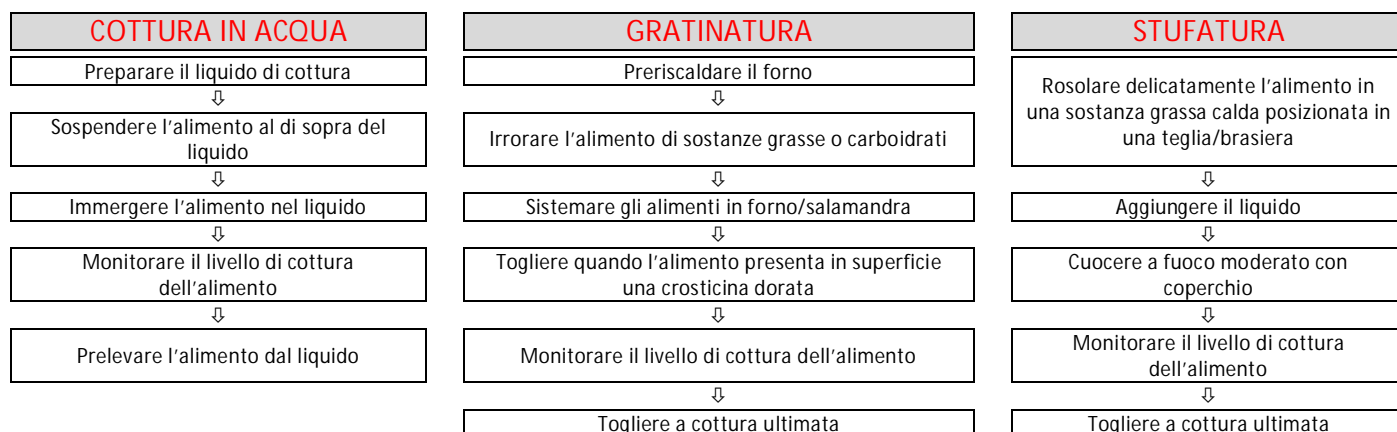 COTTURA IN ACQUA
Preparare il liquido di cottura
⇩
Sospendere l'alimento al di sopra del
liquido
⇩
Immergere l'alimento nel liquido
⇩
Monitorare il livello di cottura
dell'alimento
⇩
Prelevare l'alimento dal liquido
GRATINATURA
Preriscaldare il forno
⇩
Irrorare l'alimento di sostanze grasse o carboidrati
⇩
Sistemare gli alimenti in forno/salamandra
⇩
Togliere quando l'alimento presenta in superficie
una crosticina dorata
⇩
Monitorare il livello di cottura dell'alimento
⇩
Togliere a cottura ultimata
STUFATURA
Rosolare delicatamente l'alimento in
una sostanza grassa calda posizionata in
una teglia/brasiera
⇩
Aggiungere il liquido
⇩
Cuocere a fuoco moderato con
coperchio
⇩
Monitorare il livello di cottura
dell'alimento
⇩
Togliere a cottura ultimata